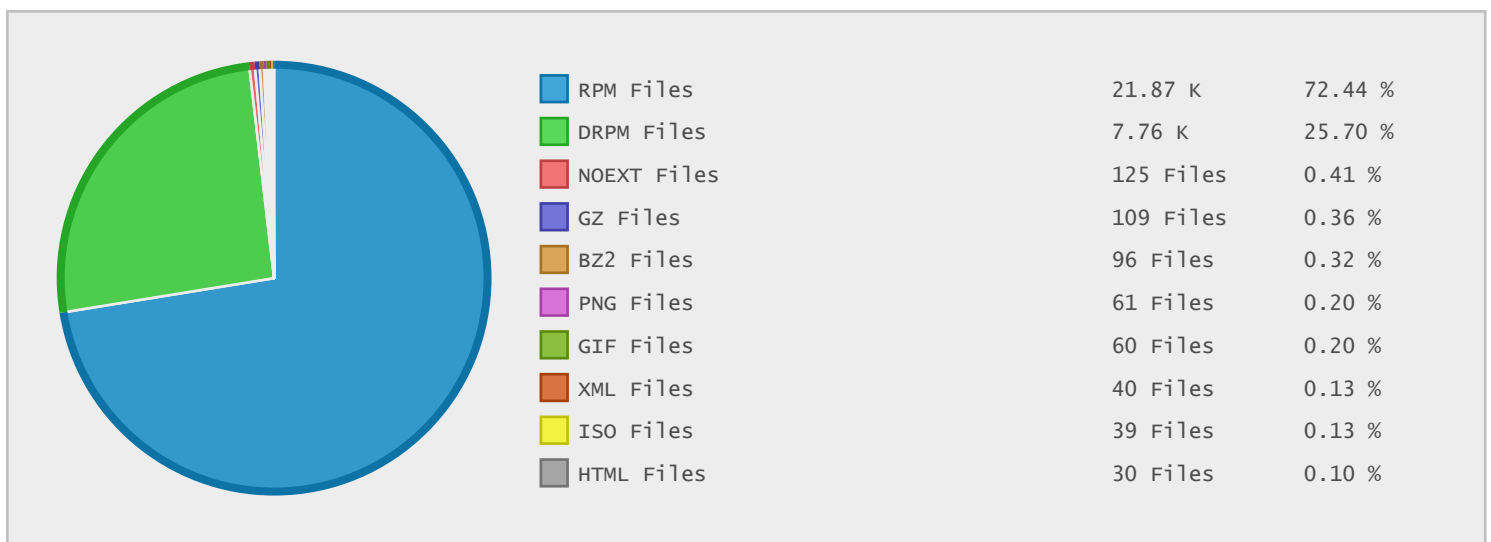 RPM Files 21.87 K 72.44 %
DRPM Files 7.76 K 25.70 %
NOEXT Files 125 Files 0.41 %
GZ Files 109 Files 0.36 %
BZ2 Files 96 Files 0.32 %
PNG Files 61 Files 0.20 %
GIF Files 60 Files 0.20 %
XML Files 40 Files 0.13 %
ISO Files 39 Files 0.13 %
HTML Files 30 Files 0.10 %